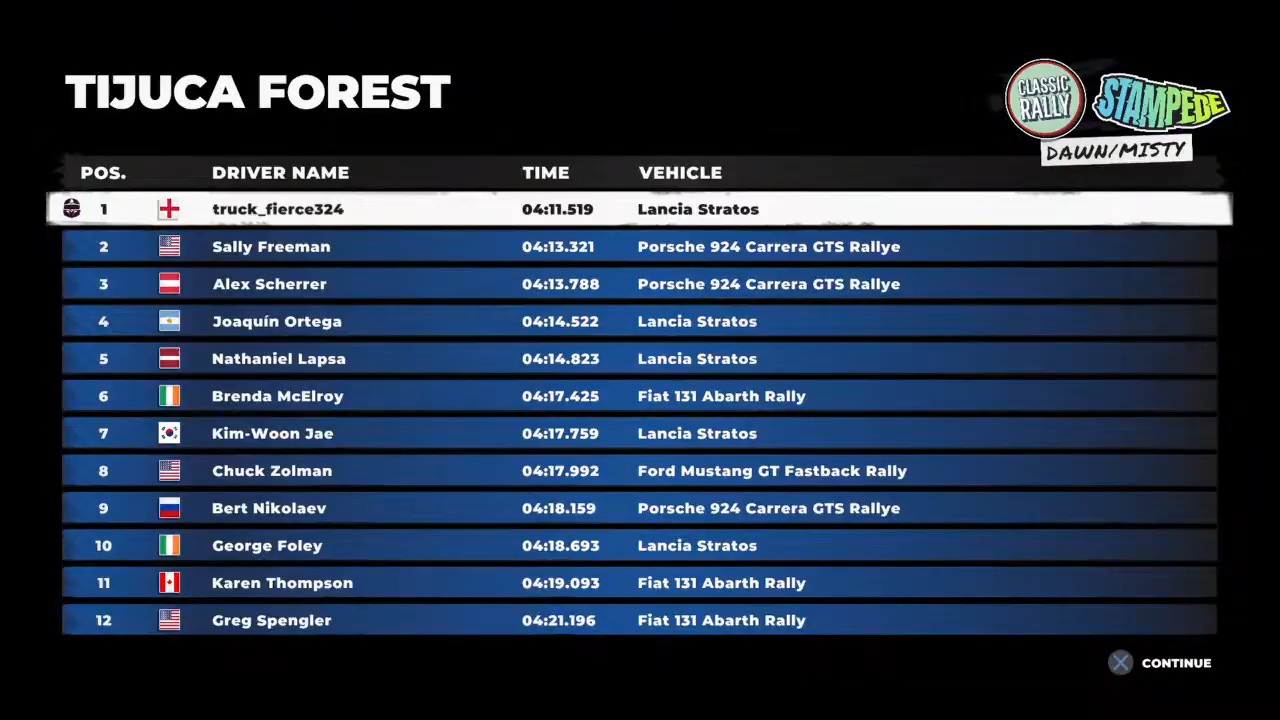 TIJUCA FOREST
CLASSIC RALLY
STAMPEDE
DAWN/MISTY
POS. DRIVER NAME TIME VEHICLE
1 truck_fierce324 04:11.519 Lancia Stratos
2 Sally Freeman 04:13.321 Porsche 924 Carrera GTS Rallye
3 Alex Scherrer 04:13.788 Porsche 924 Carrera GTS Rallye
4 Joaquín Ortega 04:14.522 Lancia Stratos
5 Nathaniel Lapsa 04:14.823 Lancia Stratos
6 Brenda McElroy 04:17.425 Fiat 131 Abarth Rally
7 Kim-Woon Jae 04:17.759 Lancia Stratos
8 Chuck Zolman 04:17.992 Ford Mustang GT Fastback Rally
9 Bert Nikolaev 04:18.159 Porsche 924 Carrera GTS Rallye
10 George Foley 04:18.693 Lancia Stratos
11 Karen Thompson 04:19.093 Fiat 131 Abarth Rally
12 Greg Spengler 04:21.196 Fiat 131 Abarth Rally
CONTINUE